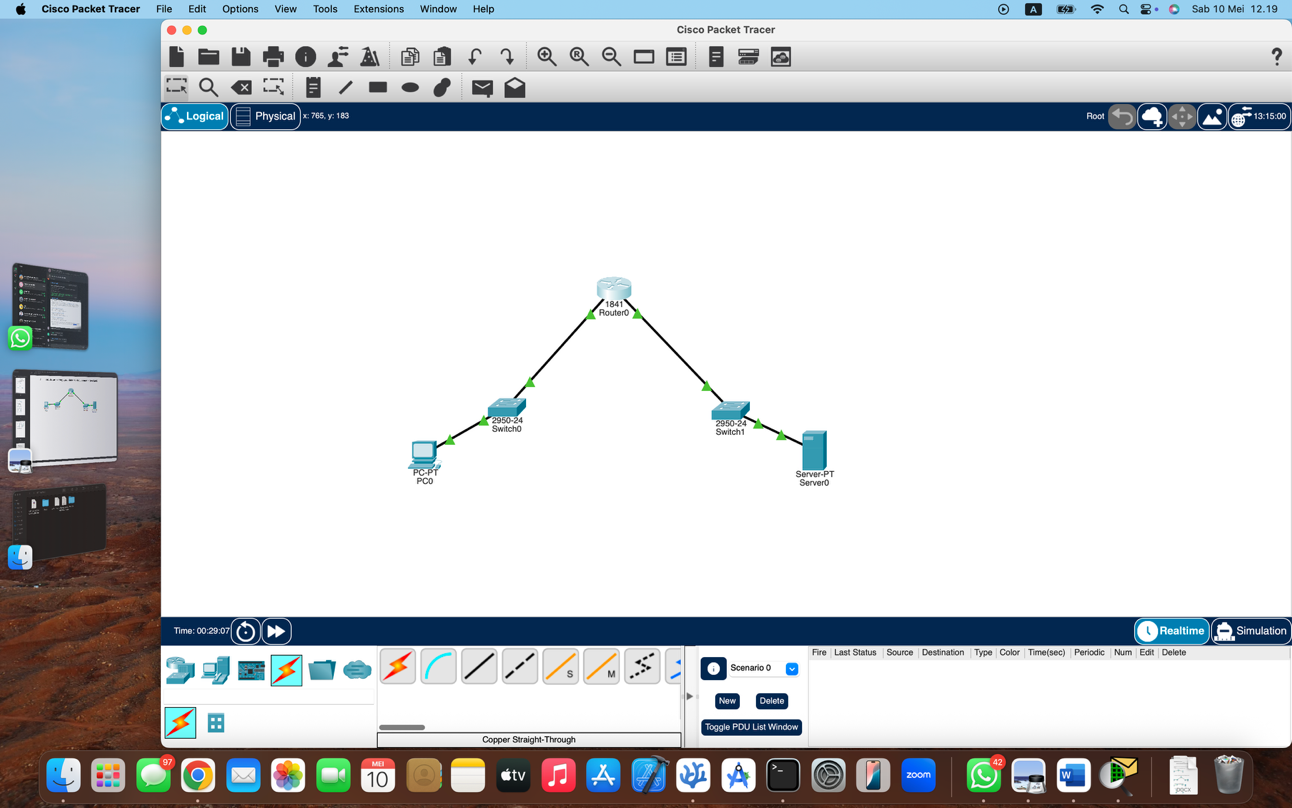 Cisco Packet Tracer File Edit Options View Tools Extensions Window Help
A Sab 10 Mei 12.19
Cisco Packet Tracer
Logical Physical x: 765, y: 183
Root 13:15:00
1841
Router0
2950-24
Switch0
2950-24
Switch1
PC-PT
PC0
Server-PT
Server0
Time: 00:29:07
Realtime Simulation
S M
Scenario 0
New Delete
Toggle PDU List Window
Fire Last Status Source Destination Type Color Time(sec) Periodic Num Edit Delete
Copper Straight-Through
97
MEI
10
tv
zoom
42
W
.pocx